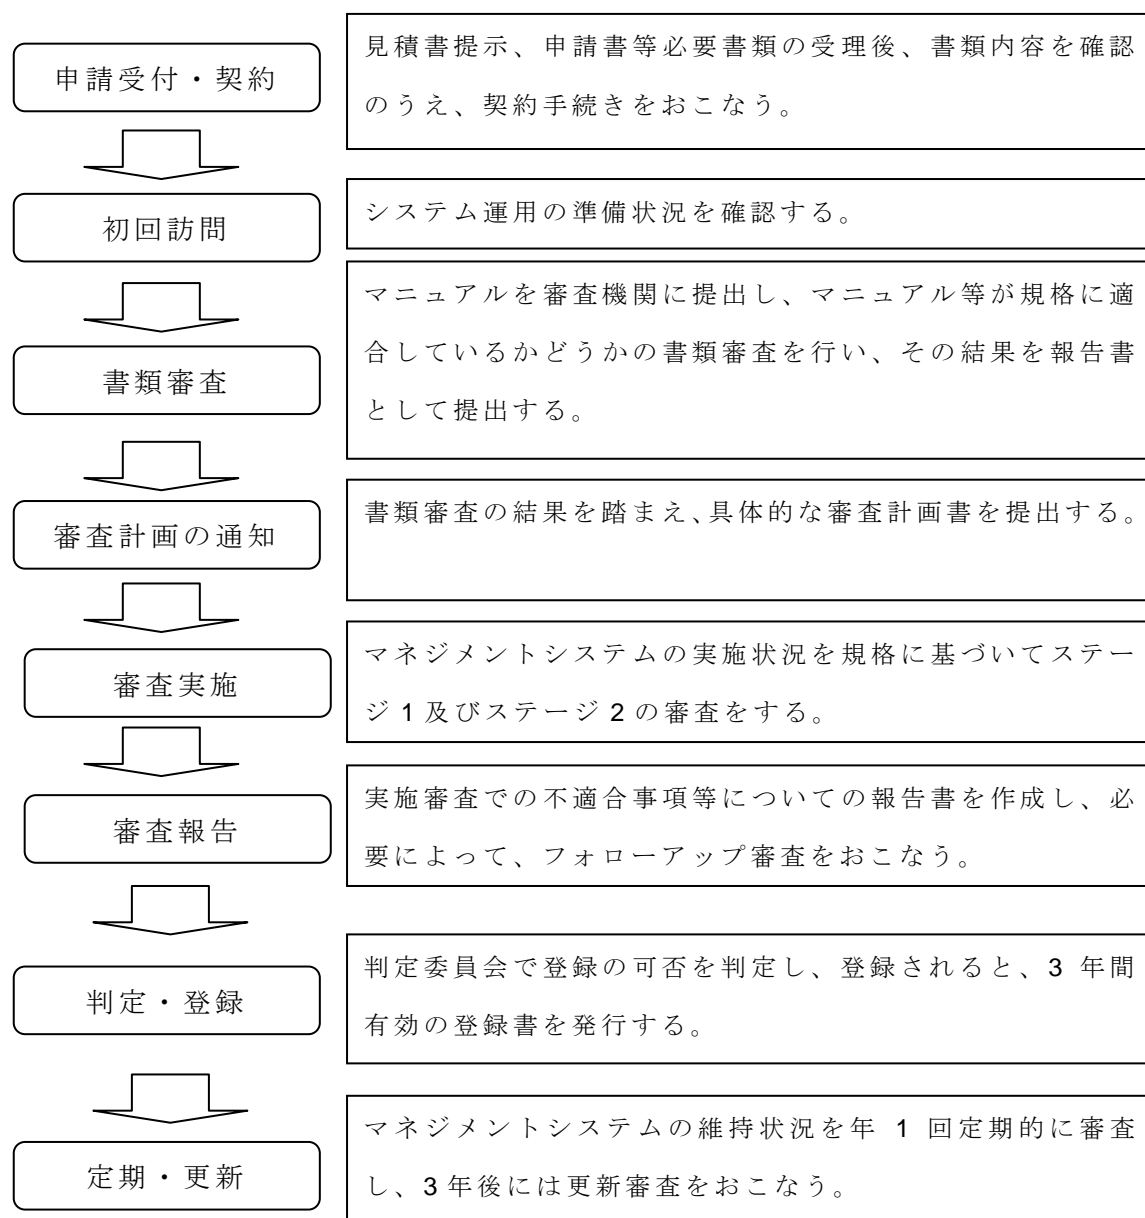 申請受付・契約
見積書提示、申請書等必要書類の受理後、書類内容を確認
のうえ、契約手続きをおこなう。
初回訪問
システム運用の準備状況を確認する。
書類審査
マニュアルを審査機関に提出し、マニュアル等が規格に適
合しているかどうかの書類審査を行い、その結果を報告書
として提出する。
審査計画の通知
書類審査の結果を踏まえ、具体的な審査計画書を提出する。
審査実施
マネジメントシステムの実施状況を規格に基づいてステー
ジ1及びステージ2の審査をする。
審査報告
実施審査での不適合事項等についての報告書を作成し、必
要によって、フォローアップ審査をおこなう。
判定・登録
判定委員会で登録の可否を判定し、登録されると、3 年間
有効の登録書を発行する。
定期・更新
マネジメントシステムの維持状況を年 1 回定期的に審査
し、3年後には更新審査をおこなう。